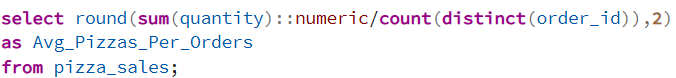 select round(sum(quantity)::numeric/count(distinct(order_id)),2)
as Avg_Pizzas_Per_Orders
from pizza_sales;